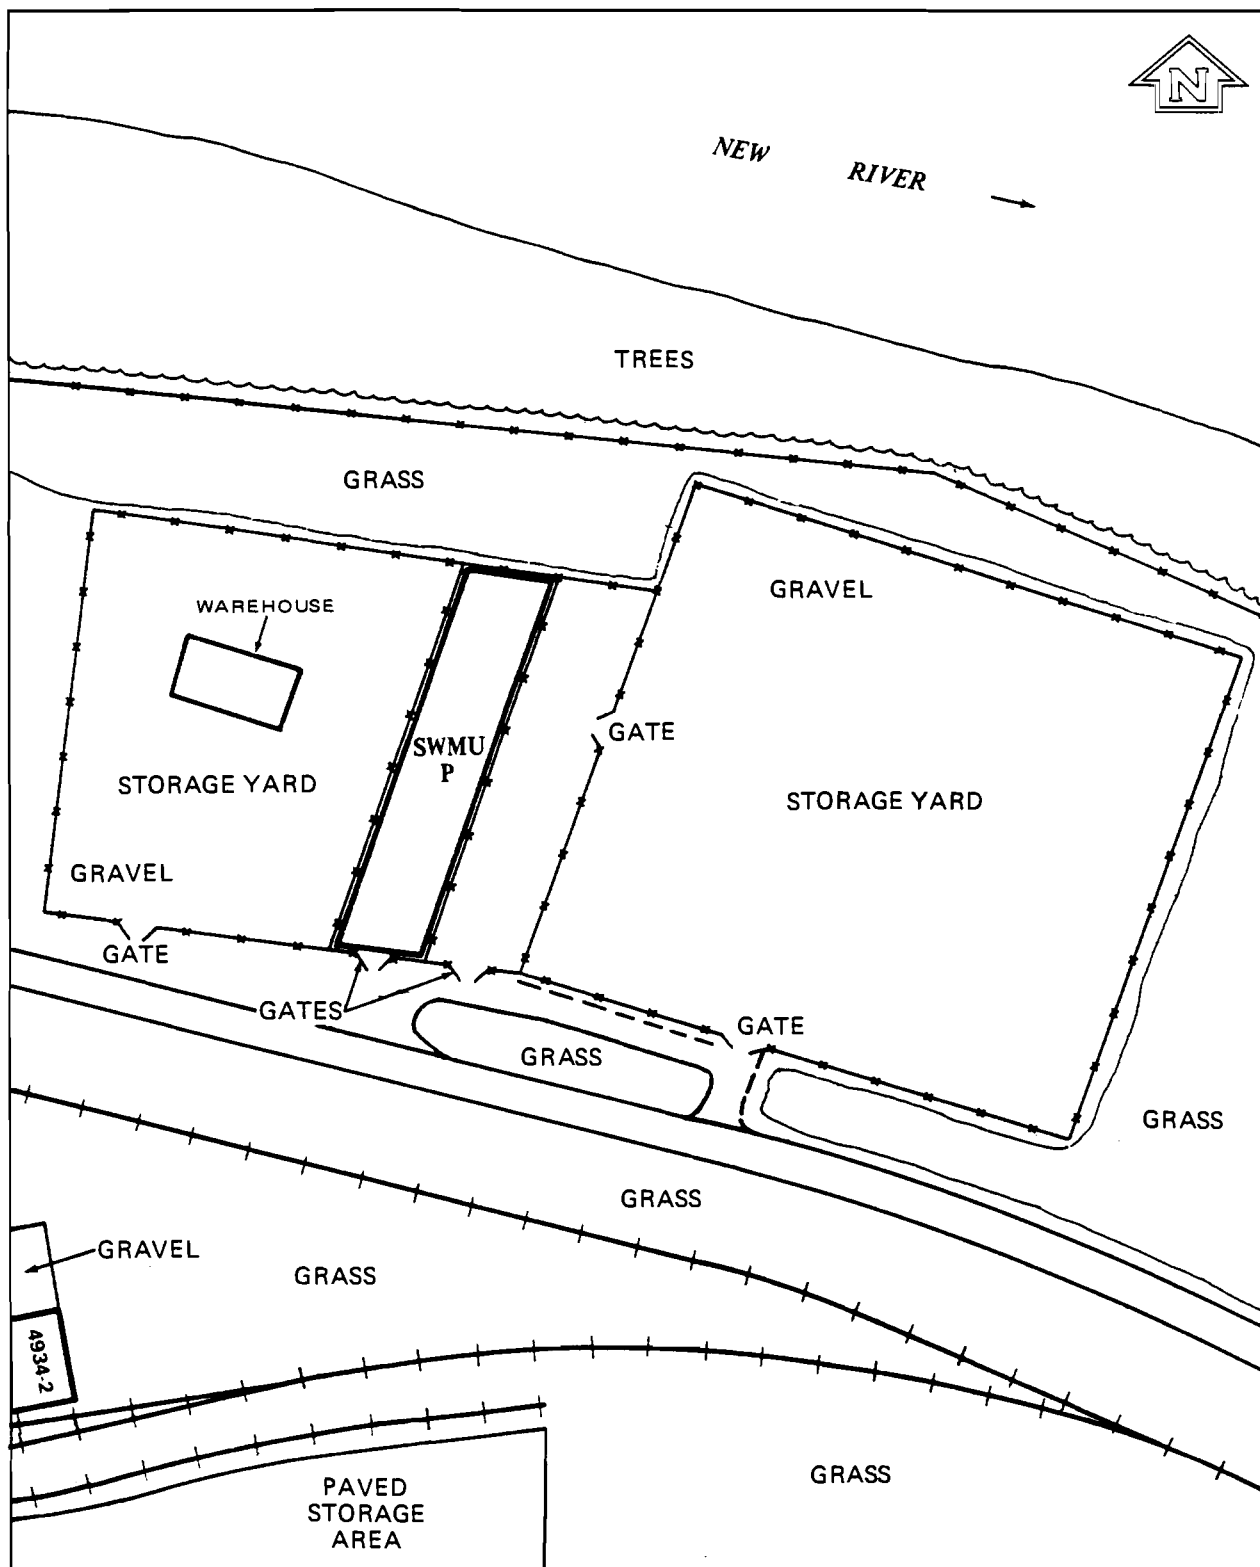 N
NEW RIVER
TREES
GRASS
GRAVEL
WAREHOUSE
GATE
SWMU
P
STORAGE YARD
STORAGE YARD
GRAVEL
GATE
GATES
GATE
GRASS
GRASS
GRASS
GRAVEL
GRASS
4934-2
GRASS
PAVED
STORAGE
AREA